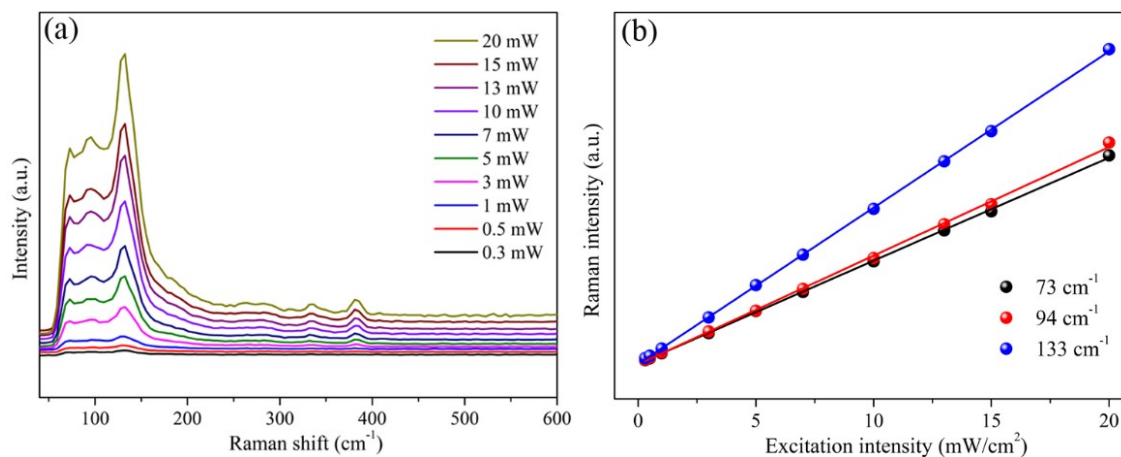 (a)
20 mW
15 mW
13 mW
10 mW
7 mW
5 mW
3 mW
1 mW
0.5 mW
0.3 mW
Intensity (a.u.)
100 200 300 400 500 600
Raman shift (cm⁻¹)
(b)
Raman intensity (a.u.)
73 cm⁻¹
94 cm⁻¹
133 cm⁻¹
0 5 10 15 20
Excitation intensity (mW/cm²)